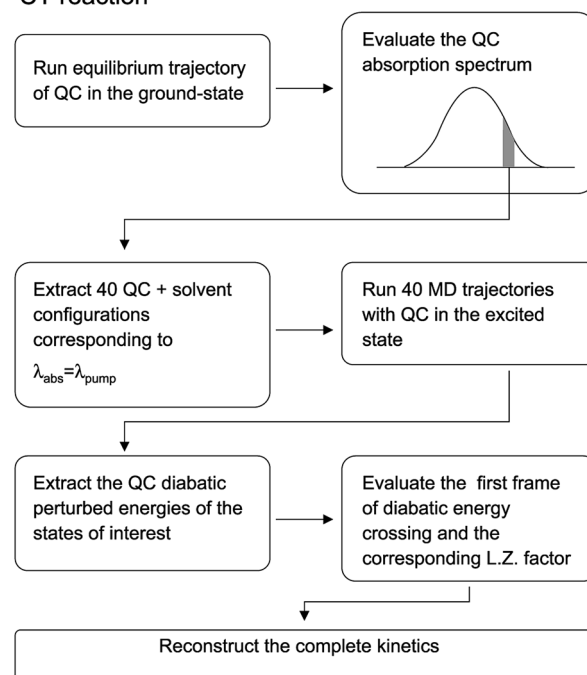 CT reaction
Run equilibrium trajectory
of QC in the ground-state
Evaluate the QC
absorption spectrum
Extract 40 QC + solvent
configurations
corresponding to
λabs=λpump
Run 40 MD trajectories
with QC in the excited
state
Extract the QC diabatic
perturbed energies of the
states of interest
Evaluate the first frame
of diabatic energy
crossing and the
corresponding L.Z. factor
Reconstruct the complete kinetics